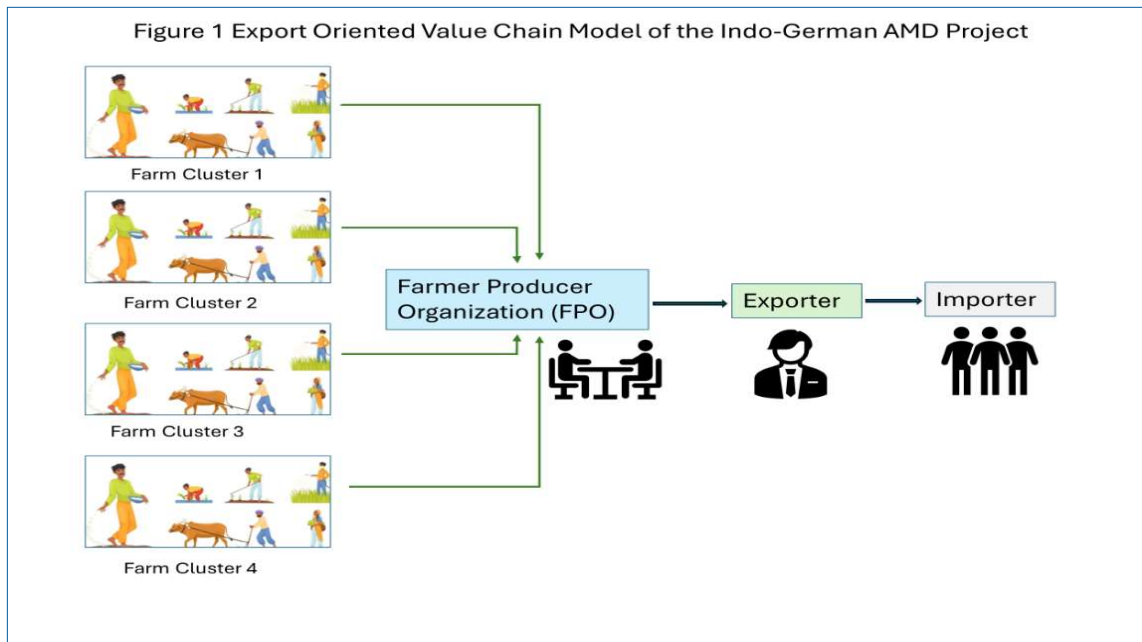 Figure 1 Export Oriented Value Chain Model of the Indo-German AMD Project
Farm Cluster 1
Farm Cluster 2
Farm Cluster 3
Farm Cluster 4
Farmer Producer
Organization (FPO)
Exporter
Importer